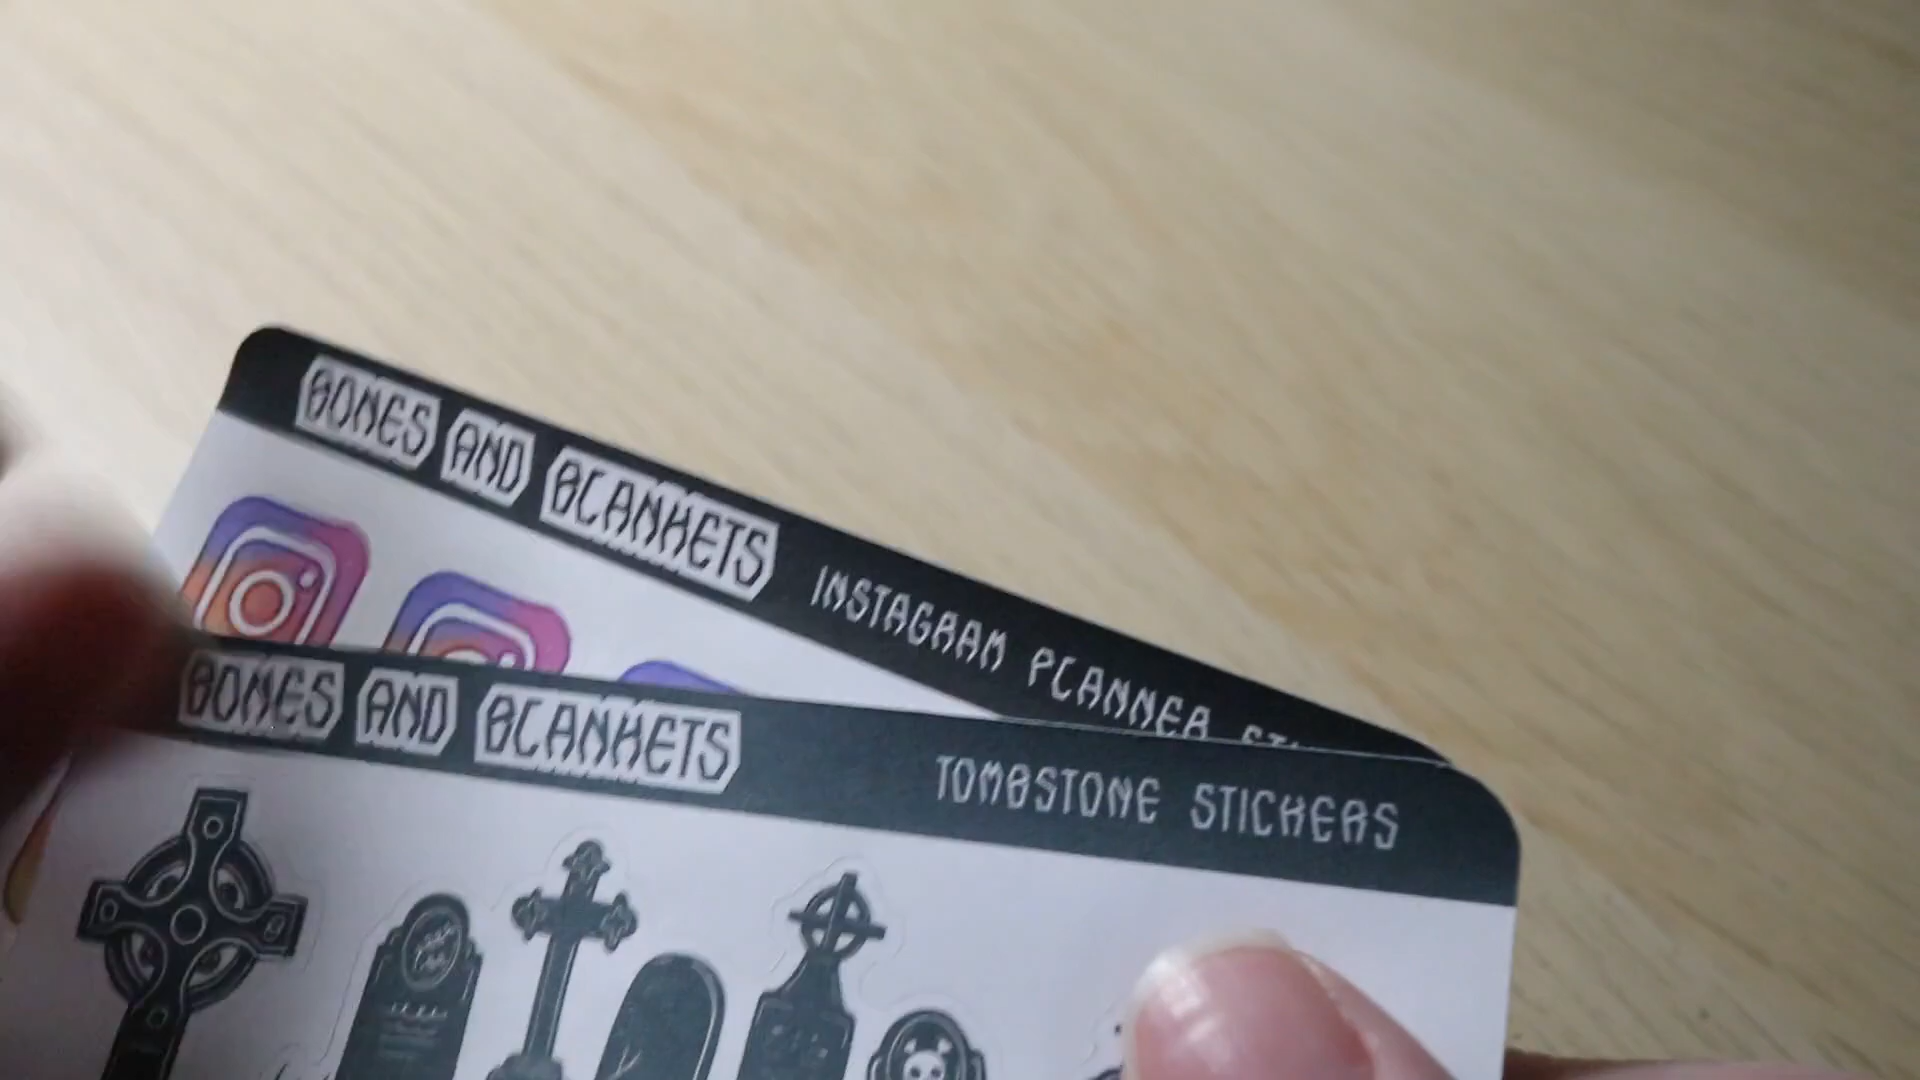 BONES AND BLANKETS INSTAGRAM PLANNER
BONES AND BLANKETS TOMBSTONE STICKERS